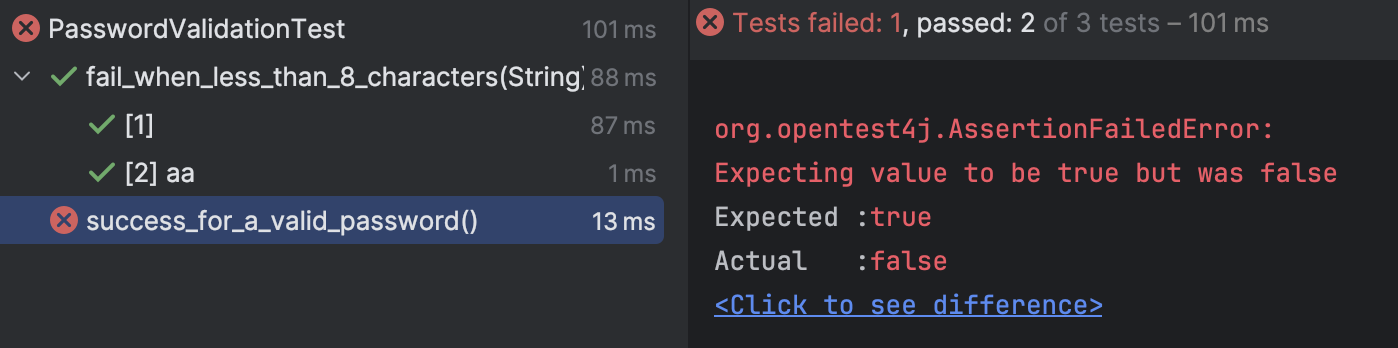 PasswordValidationTest 101 ms
fail_when_less_than_8_characters(String) 88 ms
[1] 87 ms
[2] aa 1 ms
success_for_a_valid_password() 13 ms
Tests failed: 1, passed: 2 of 3 tests – 101 ms
org.opentest4j.AssertionFailedError:
Expecting value to be true but was false
Expected :true
Actual   :false
<Click to see difference>